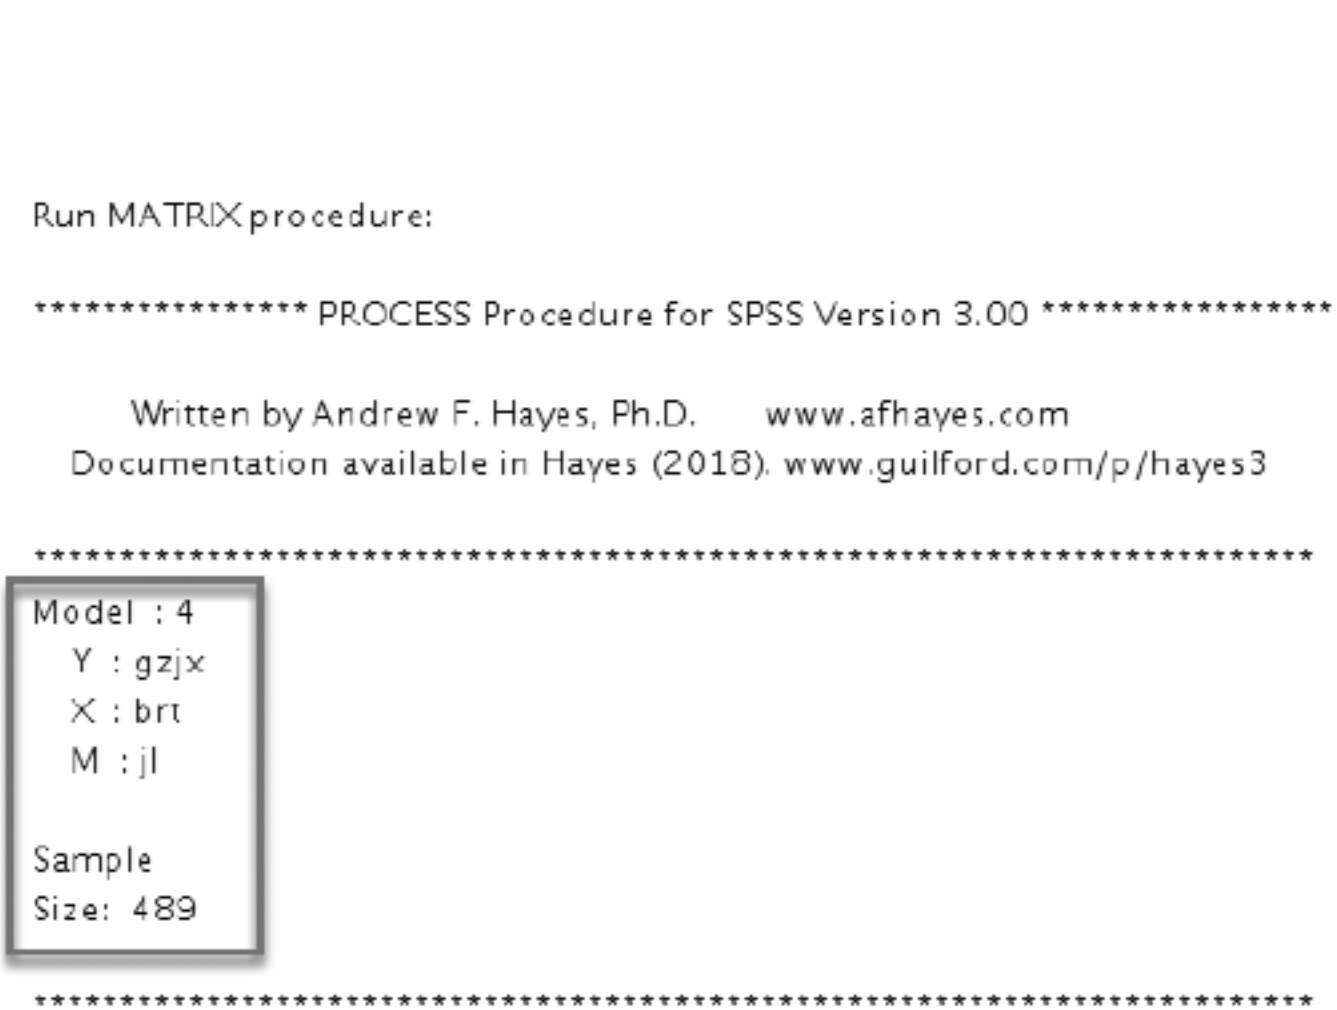 Run MATRIX procedure:
**************** PROCESS Procedure for SPSS Version 3.00 *****************
Written by Andrew F. Hayes, Ph.D. www.afhayes.com
Documentation available in Hayes (2018). www.guilford.com/p/hayes3
**************************************************************************
Model : 4
Y : gzjx
X : brt
M : jl
Sample
Size: 489
**************************************************************************